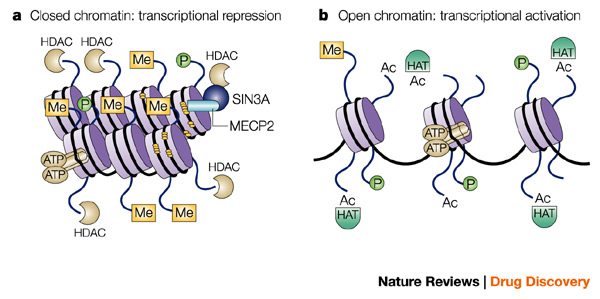 a Closed chromatin: transcriptional repression
HDAC HDAC
Me
P
HDAC
SIN3A
MECP2
Me P Me Me
ATP
ATP
HDAC
HDAC
Me Me
b Open chromatin: transcriptional activation
Me
Ac
HAT
Ac
P
HAT
Ac
ATP
ATP
P
P
Ac
HAT
Ac
Ac
HAT
Nature Reviews | Drug Discovery